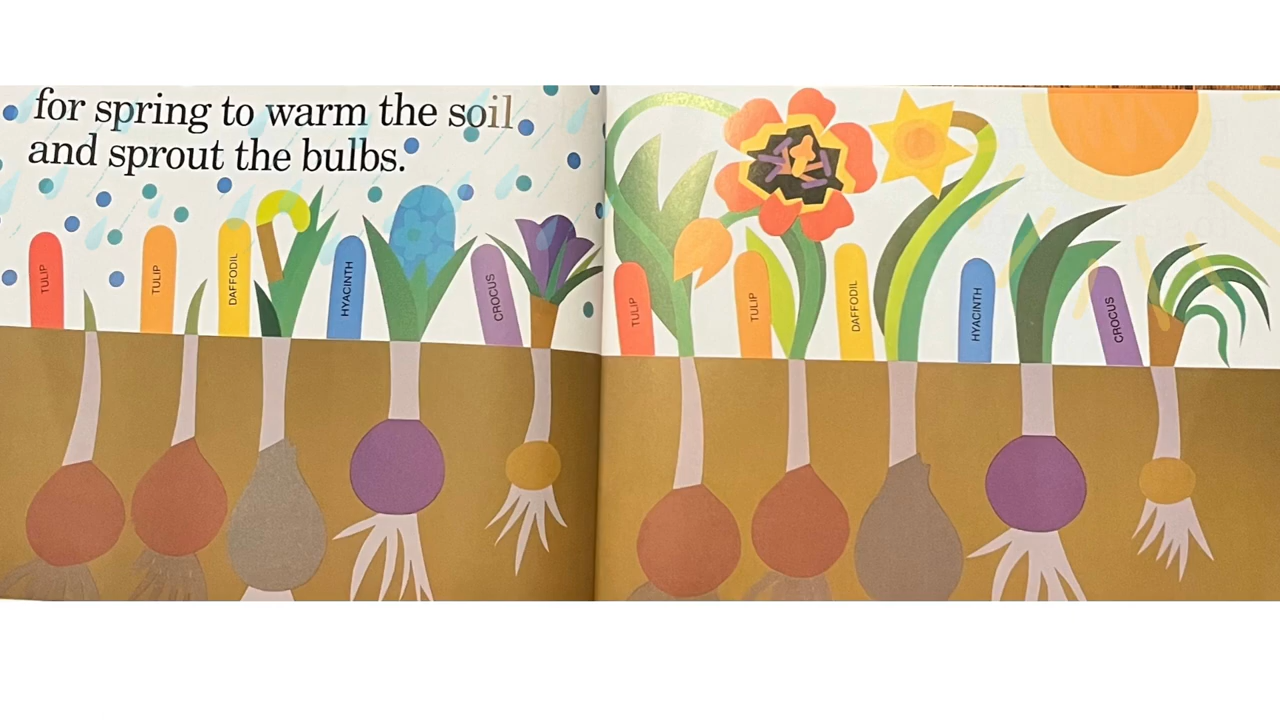 for spring to warm the soil
and sprout the bulbs.
TULIP
TULIP
DAFFODIL
HYACINTH
CROCUS
TULIP
TULIP
DAFFODIL
HYACINTH
CROCUS